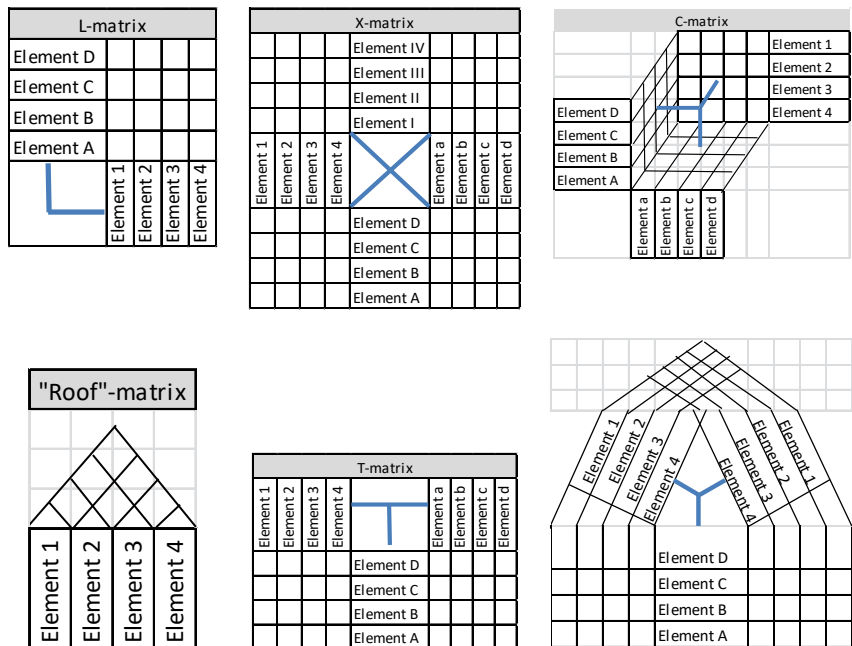 L-matrix
Element D
Element C
Element B
Element A
Element 1
Element 2
Element 3
Element 4
X-matrix
Element IV
Element III
Element II
Element I
Element 1
Element 2
Element 3
Element 4
Element a
Element b
Element c
Element d
Element D
Element C
Element B
Element A
C-matrix
Element 1
Element 2
Element 3
Element 4
Element D
Element C
Element B
Element A
Element a
Element b
Element c
Element d
"Roof"-matrix
Element 1
Element 2
Element 3
Element 4
T-matrix
Element 1
Element 2
Element 3
Element 4
Element a
Element b
Element c
Element d
Element D
Element C
Element B
Element A
Element 1
Element 2
Element 3
Element 4
Element 4
Element 3
Element 2
Element 1
Element D
Element C
Element B
Element A